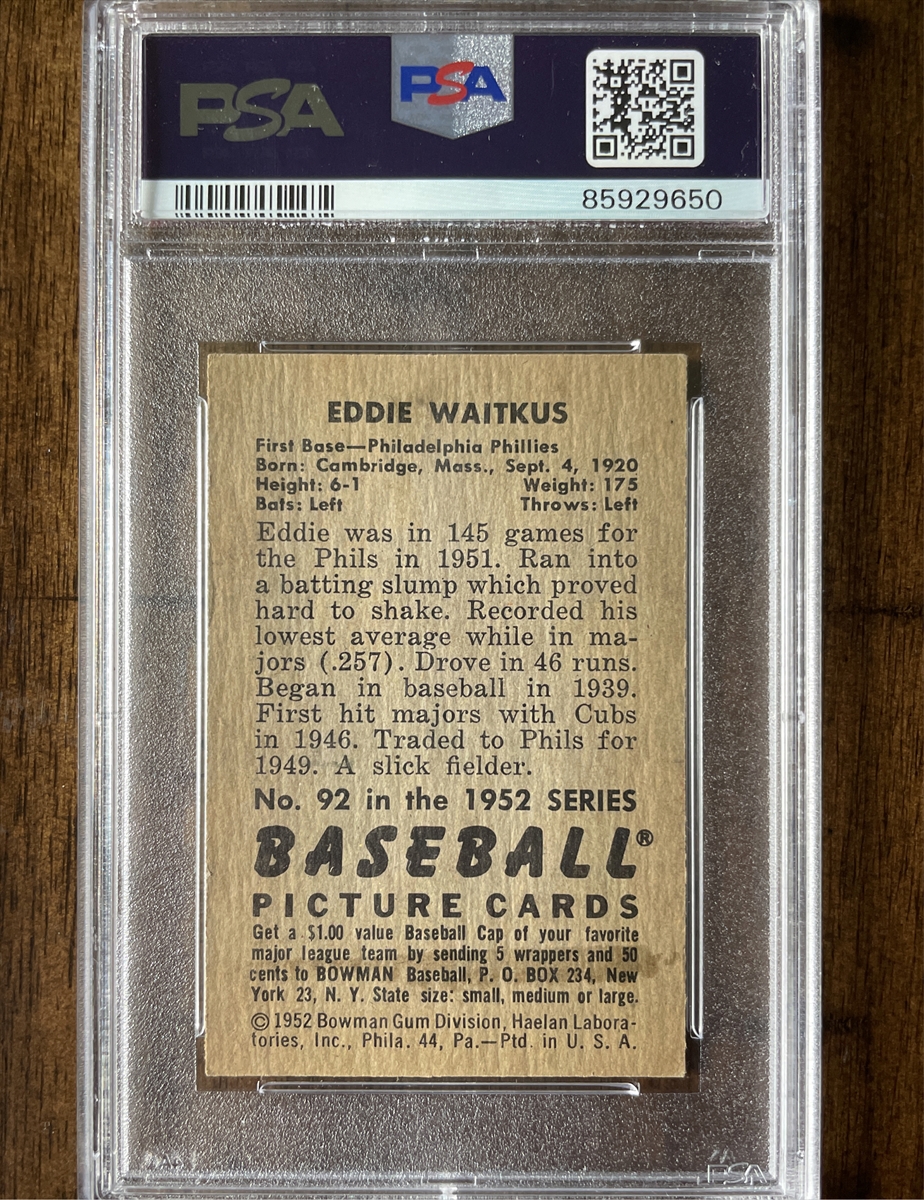 PSA PSA
85929650
EDDIE WAITKUS
First Base—Philadelphia Phillies
Born: Cambridge, Mass., Sept. 4, 1920
Height: 6-1 Weight: 175
Bats: Left Throws: Left
Eddie was in 145 games for
the Phils in 1951. Ran into
a batting slump which proved
hard to shake. Recorded his
lowest average while in ma-
jors (.257). Drove in 46 runs.
Began in baseball in 1939.
First hit majors with Cubs
in 1946. Traded to Phils for
1949. A slick fielder.
No. 92 in the 1952 SERIES
BASEBALL®
PICTURE CARDS
Get a $1.00 value Baseball Cap of your favorite
major league team by sending 5 wrappers and 50
cents to BOWMAN Baseball, P. O. BOX 234, New
York 23, N. Y. State size: small, medium or large.
© 1952 Bowman Gum Division, Haelan Labora-
tories, Inc., Phila. 44, Pa.—Ptd. in U. S. A.
PSA